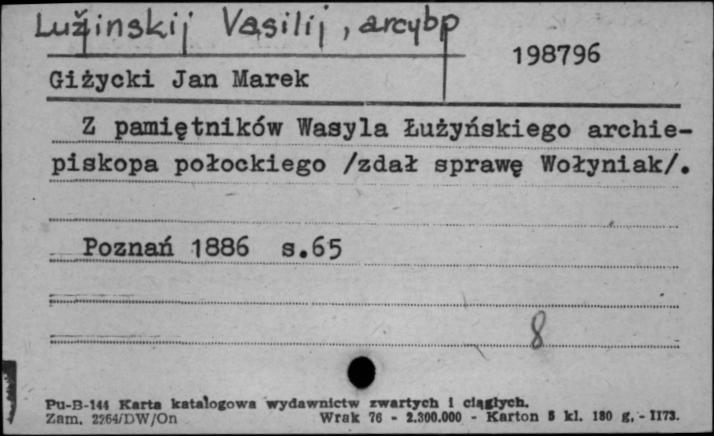 Lužinskij Vasilij, arcybp
198796
Giżycki Jan Marek
Z pamiętników Wasyla Łużyńskiego archie-
piskopa połockiego /zdał sprawę Wołyniak/.
Poznań 1886 s.65
8
Pu-B-144 Karta katalogowa wydawnictw zwartych i ciągłych.
Zam. 2264/DW/On Wrak 76 - 2.300.000 - Karton 5 kl. 180 g. - II73.